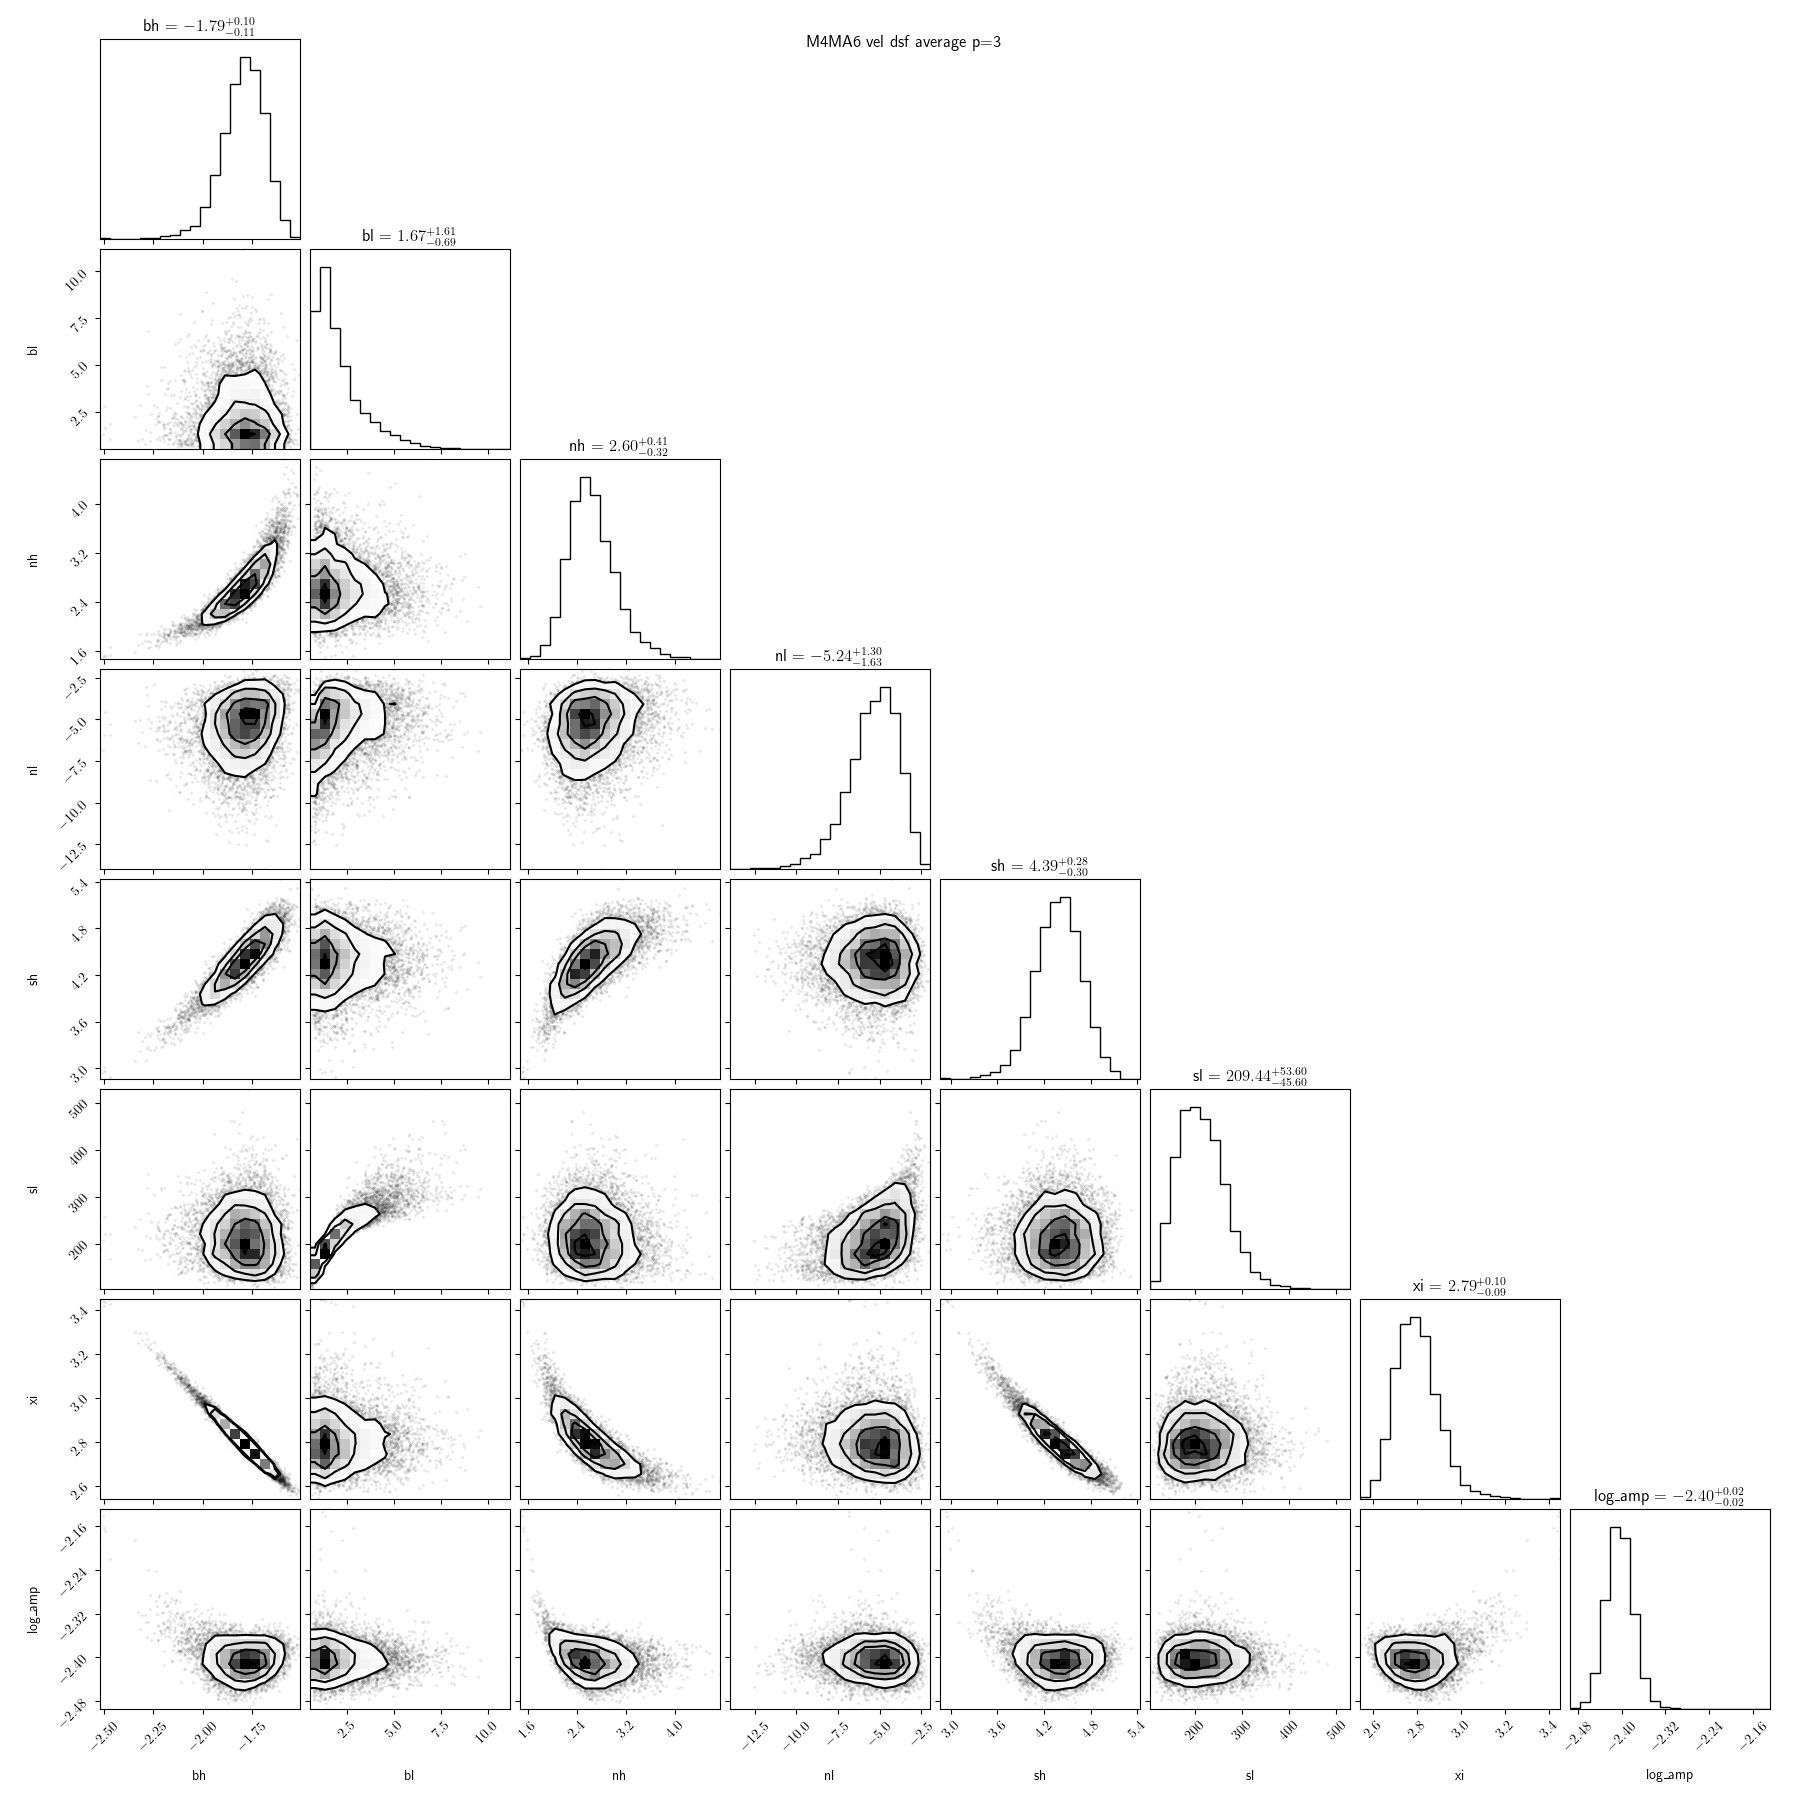 M4MA6 vel dsf average p=3
bh = −1.79+0.10 −0.11
bl = 1.67+1.61 −0.69
bl
10.0
7.5
5.0
2.5
nh = 2.60+0.41 −0.32
nh
4.0
3.2
2.4
1.6
nl = −5.24+1.30 −1.63
nl
−2.5
−5.0
−7.5
−10.0
−12.5
sh = 4.39+0.28 −0.30
sh
5.4
4.8
4.2
3.6
3.0
sl = 209.44+53.60 −45.60
sl
500
400
300
200
xi = 2.79+0.10 −0.09
xi
3.4
3.2
3.0
2.8
2.6
log_amp = −2.40+0.02 −0.02
log_amp
−2.16
−2.24
−2.32
−2.40
−2.48
−2.50 −2.25 −2.00 −1.75 2.5 5.0 7.5 10.0 1.6 2.4 3.2 4.0 −12.5 −10.0 −7.5 −5.0 −2.5 3.0 3.6 4.2 4.8 5.4 200 300 400 500 2.6 2.8 3.0 3.2 3.4 −2.48 −2.40 −2.32 −2.24 −2.16
bh bl nh nl sh sl xi log_amp